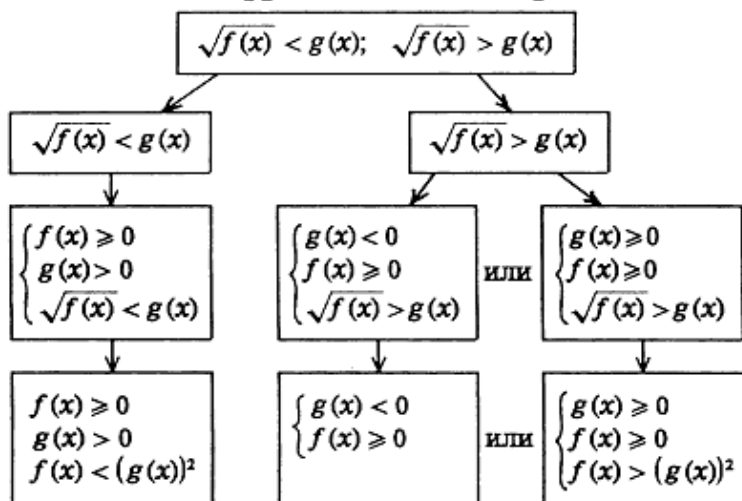 √f(x) < g(x); √f(x) > g(x)
√f(x) < g(x)
√f(x) > g(x)
f(x) ⩾ 0
g(x) > 0
√f(x) < g(x)
g(x) < 0
f(x) ⩾ 0
√f(x) > g(x)
или
g(x) ⩾ 0
f(x) ⩾ 0
√f(x) > g(x)
f(x) ⩾ 0
g(x) > 0
f(x) < (g(x))²
g(x) < 0
f(x) ⩾ 0
или
g(x) ⩾ 0
f(x) ⩾ 0
f(x) > (g(x))²